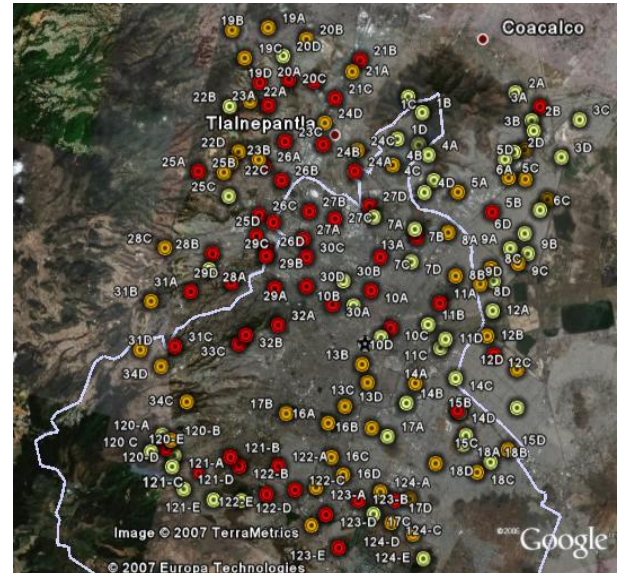 19B 19A 20B Coacalco
19C 20D 21B
19D 20A 20C 21A
22B 23A 22A 21C 1C 1B 2A
3A 2B 3C
Tlalnepantla 24D 3B
22D 23B 23C 24C 1D
25A 25B 22C 26A 24B 24A 4B 4A 5D 2D 3D
25C 26B 4C 4D 5A 6A 5C
27D 5B 6C
25D 26C 27B 27C 7A 6D
28C 28B 29C 26D 27A 30C 13A 7B 8A 9A 9B
29D 29B 30B 7C 7D 8C 9C
31B 31A 28A 29A 30D 10A 8B 9D 8D
10B 30A 11A 12A
32A 11B
31D 31C 33C 32B 10D 10C 11D 12B
34D 13B 11C 12D 12C
13C 13D 14A 14C
34C 17B 16A 14B 15B
120-A 120-B 16B 17A 14D
120 C 120-E 15C 15D
120-D 121-A 121-B 122-A 16C 18A 18B
121-C 121-D 122-B 122-C 16D 124-A 18D 18C
121-E 122-E 122-D 123-A 123-B 17D
123-D 17C 124-C
Image © 2007 TerraMetrics 124-D
123-E 124-E
© 2007 Europa Technologies
Google